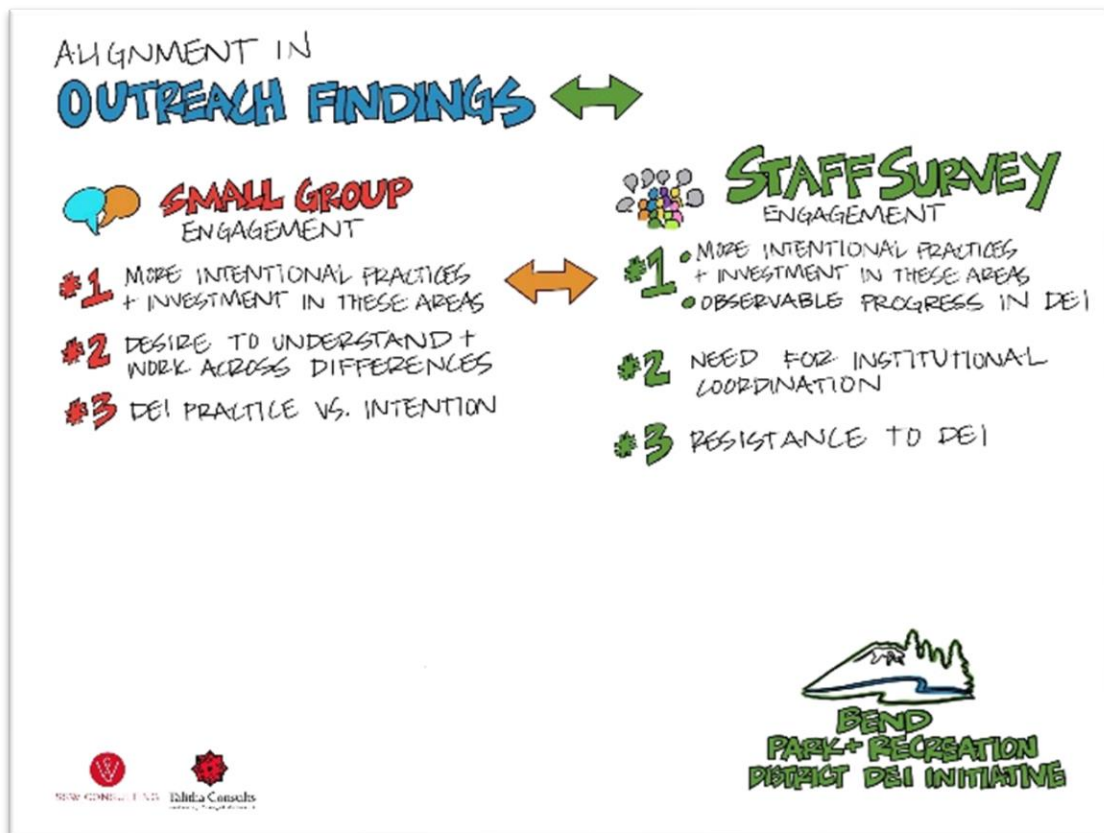 ALIGNMENT IN
OUTREACH FINDINGS
SMALL GROUP
ENGAGEMENT
#1 MORE INTENTIONAL PRACTICES
+ INVESTMENT IN THESE AREAS
#2 DESIRE TO UNDERSTAND +
WORK ACROSS DIFFERENCES
#3 DEI PRACTICE VS. INTENTION
STAFF SURVEY
ENGAGEMENT
#1 • MORE INTENTIONAL PRACTICES
+ INVESTMENT IN THESE AREAS
• OBSERVABLE PROGRESS IN DEI
#2 NEED FOR INSTITUTIONAL
COORDINATION
#3 RESISTANCE TO DEI
BEND
PARK + RECREATION
DISTRICT DEI INITIATIVE
SSW CONSULTING
Talitha Consults